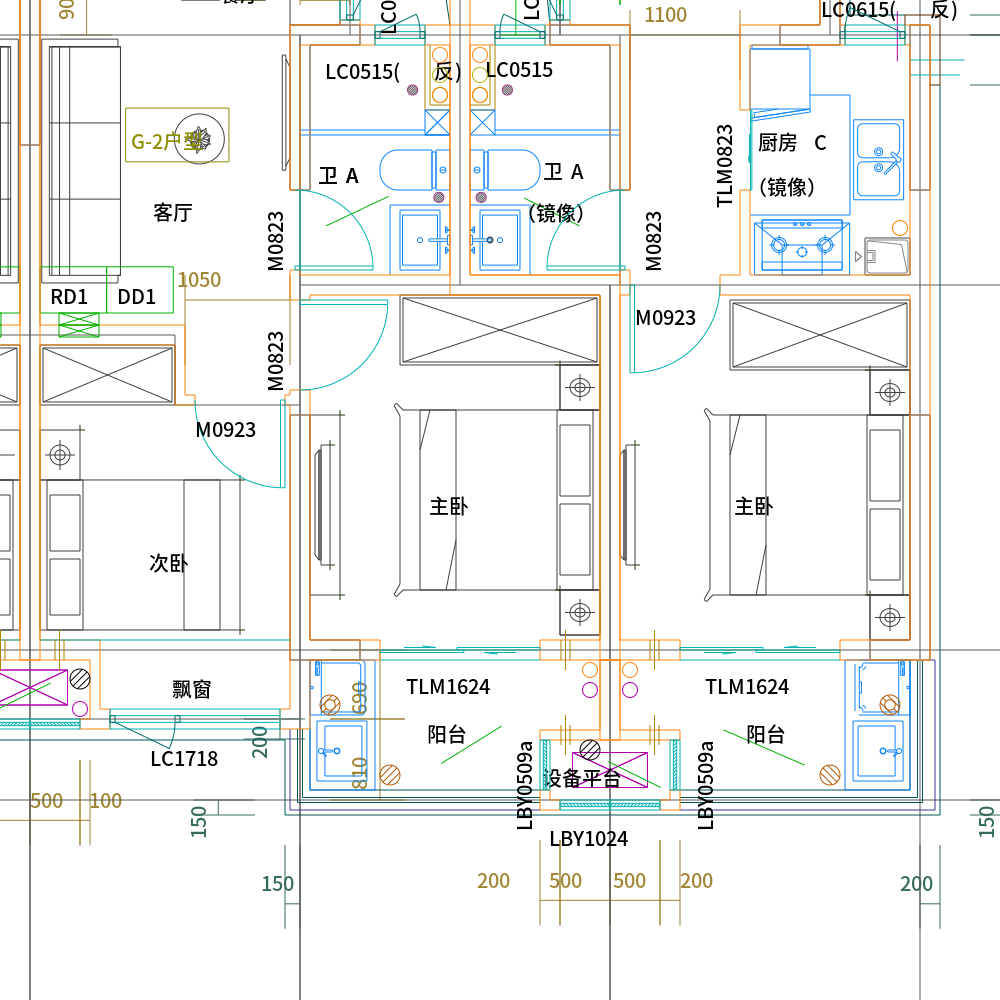 90
1100
LC0615(
反)
LC0515(
反)
LC0515
G-2户型
厨房 C
(镜像)
TLM0823
卫 A
卫 A
(镜像)
客厅
M0823
M0823
1050
RD1
DD1
M0923
M0823
M0923
主卧
主卧
次卧
飘窗
TLM1624
TLM1624
690
阳台
阳台
200
LC1718
810
设备平台
LBY0509a
LBY0509a
500
100
150
150
LBY1024
150
200
500
500
200
200